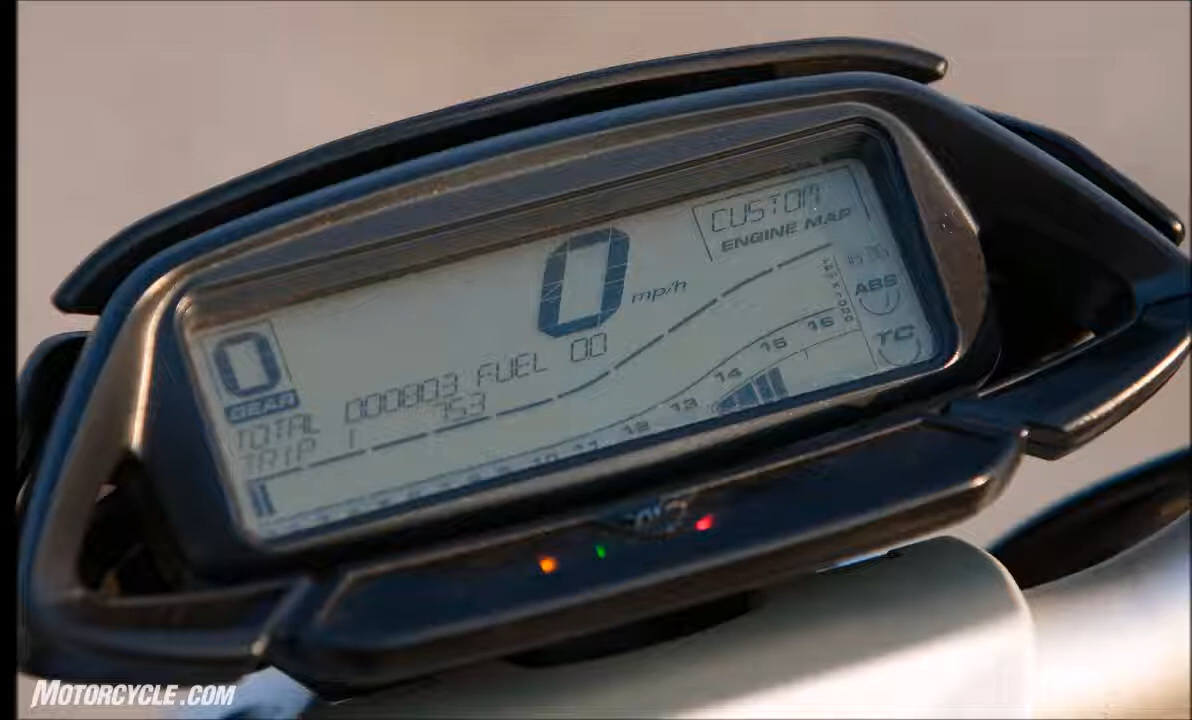 CUSTOM
ENGINE MAP
0 mp/h
ABS
TC
0
GEAR
TOTAL 000803 FUEL 00
TRIP 1 753
12 13 14 15 16
MOTORCYCLE.COM